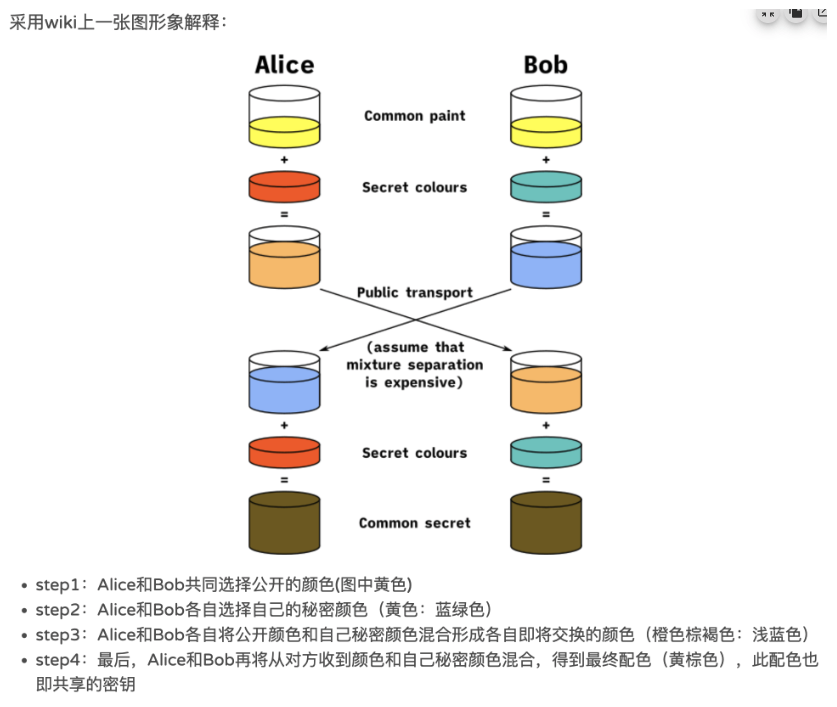 采用wiki上一张图形象解释：
Alice
Bob
Common paint
+
+
Secret colours
=
=
Public transport
(assume that
mixture separation
is expensive)
+
+
Secret colours
=
=
Common secret
step1：Alice和Bob共同选择公开的颜色(图中黄色)
step2：Alice和Bob各自选择自己的秘密颜色（黄色：蓝绿色）
step3：Alice和Bob各自将公开颜色和自己秘密颜色混合形成各自即将交换的颜色（橙色棕褐色：浅蓝色）
step4：最后，Alice和Bob再将从对方收到颜色和自己秘密颜色混合，得到最终配色（黄棕色），此配色也
即共享的密钥